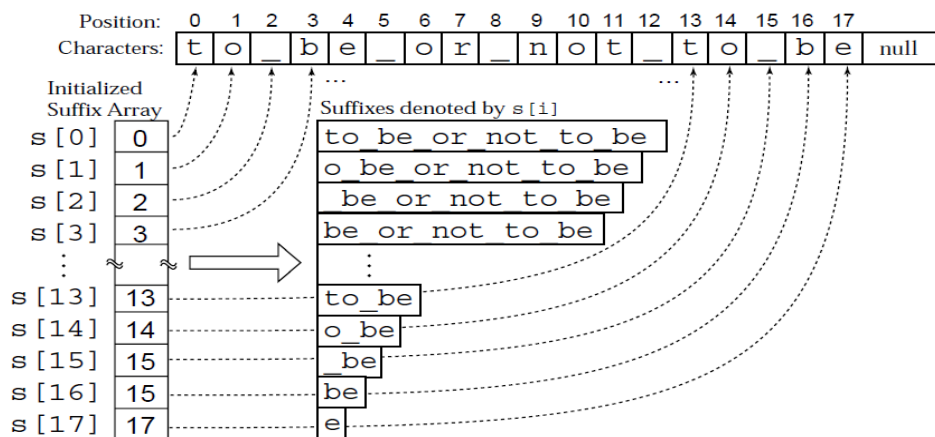 Position: 0 1 2 3 4 5 6 7 8 9 10 11 12 13 14 15 16 17
Characters: t o _ b e _ o r _ n o t _ t o _ b e null
... ...
Initialized
Suffix Array
Suffixes denoted by s[i]
s[0] 0 to_be_or_not_to_be
s[1] 1 o_be_or_not_to_be
s[2] 2 _be_or_not_to_be
s[3] 3 be_or_not_to_be
⋮ ⋮
s[13] 13 to_be
s[14] 14 o_be
s[15] 15 _be
s[16] 15 be
s[17] 17 e